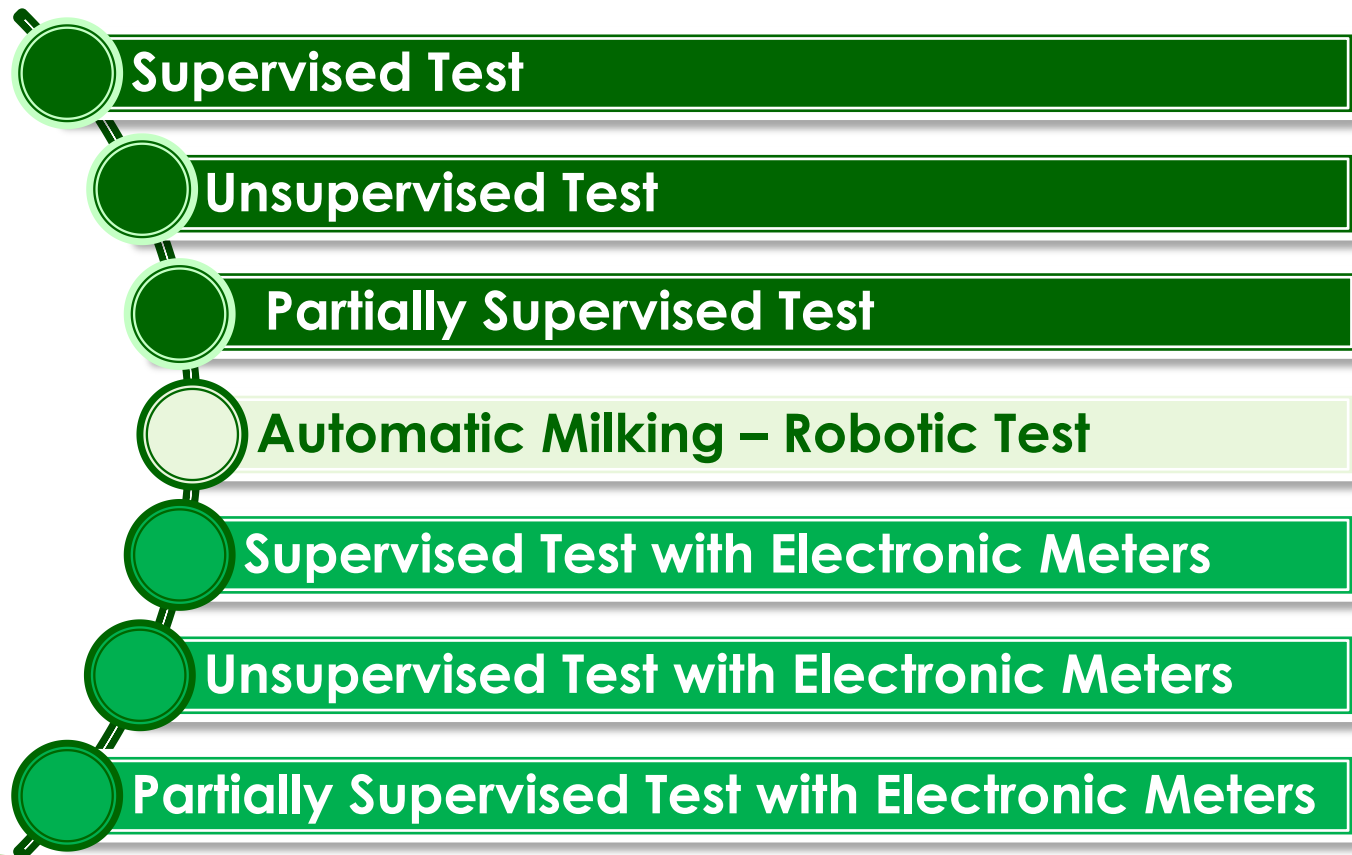 Supervised Test
Unsupervised Test
Partially Supervised Test
Automatic Milking – Robotic Test
Supervised Test with Electronic Meters
Unsupervised Test with Electronic Meters
Partially Supervised Test with Electronic Meters